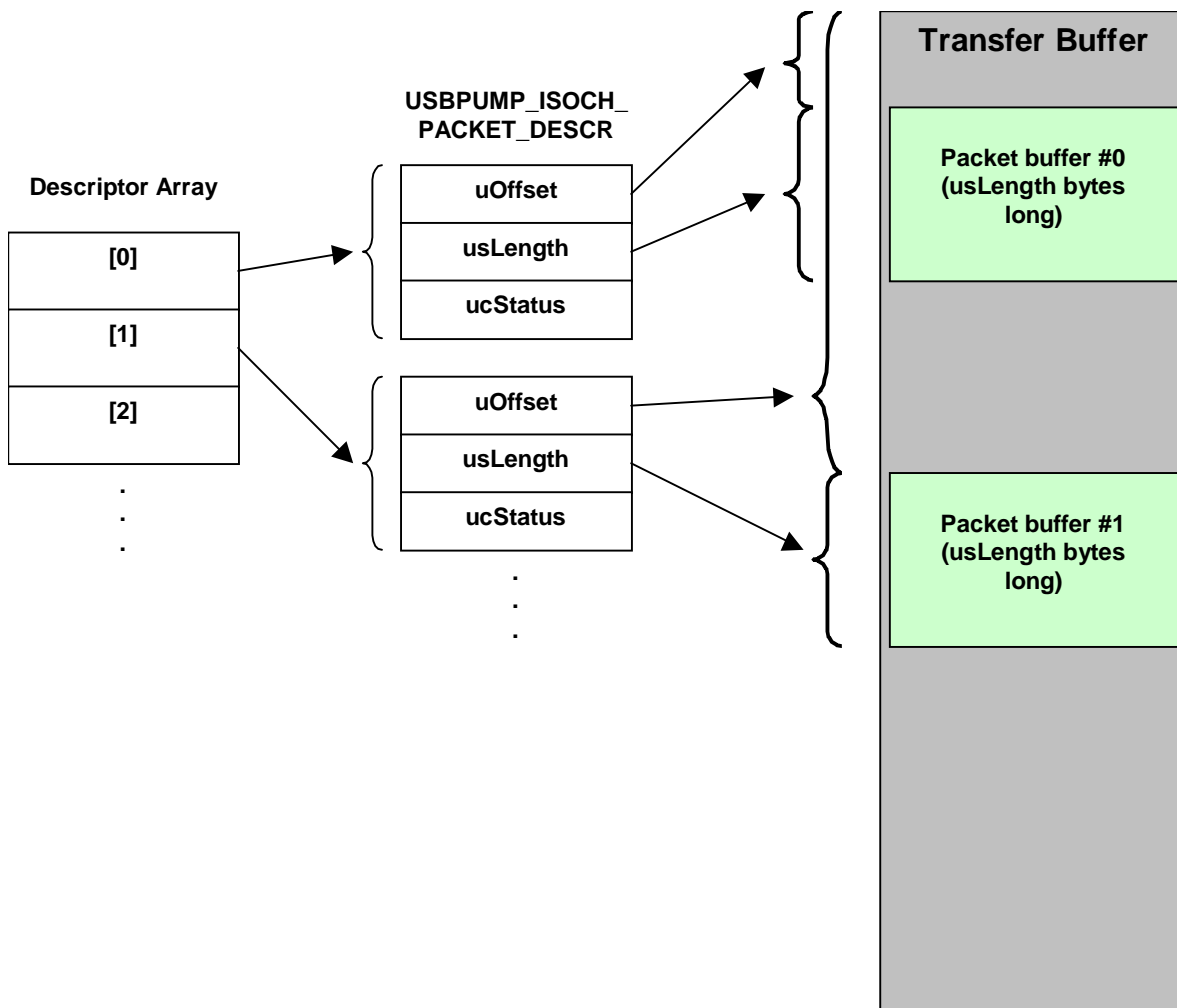 Transfer Buffer
USBPUMP_ISOCH_
PACKET_DESCR
Descriptor Array
[0]
[1]
[2]
.
.
.
uOffset
usLength
ucStatus
uOffset
usLength
ucStatus
.
.
.
Packet buffer #0
(usLength bytes
long)
Packet buffer #1
(usLength bytes
long)